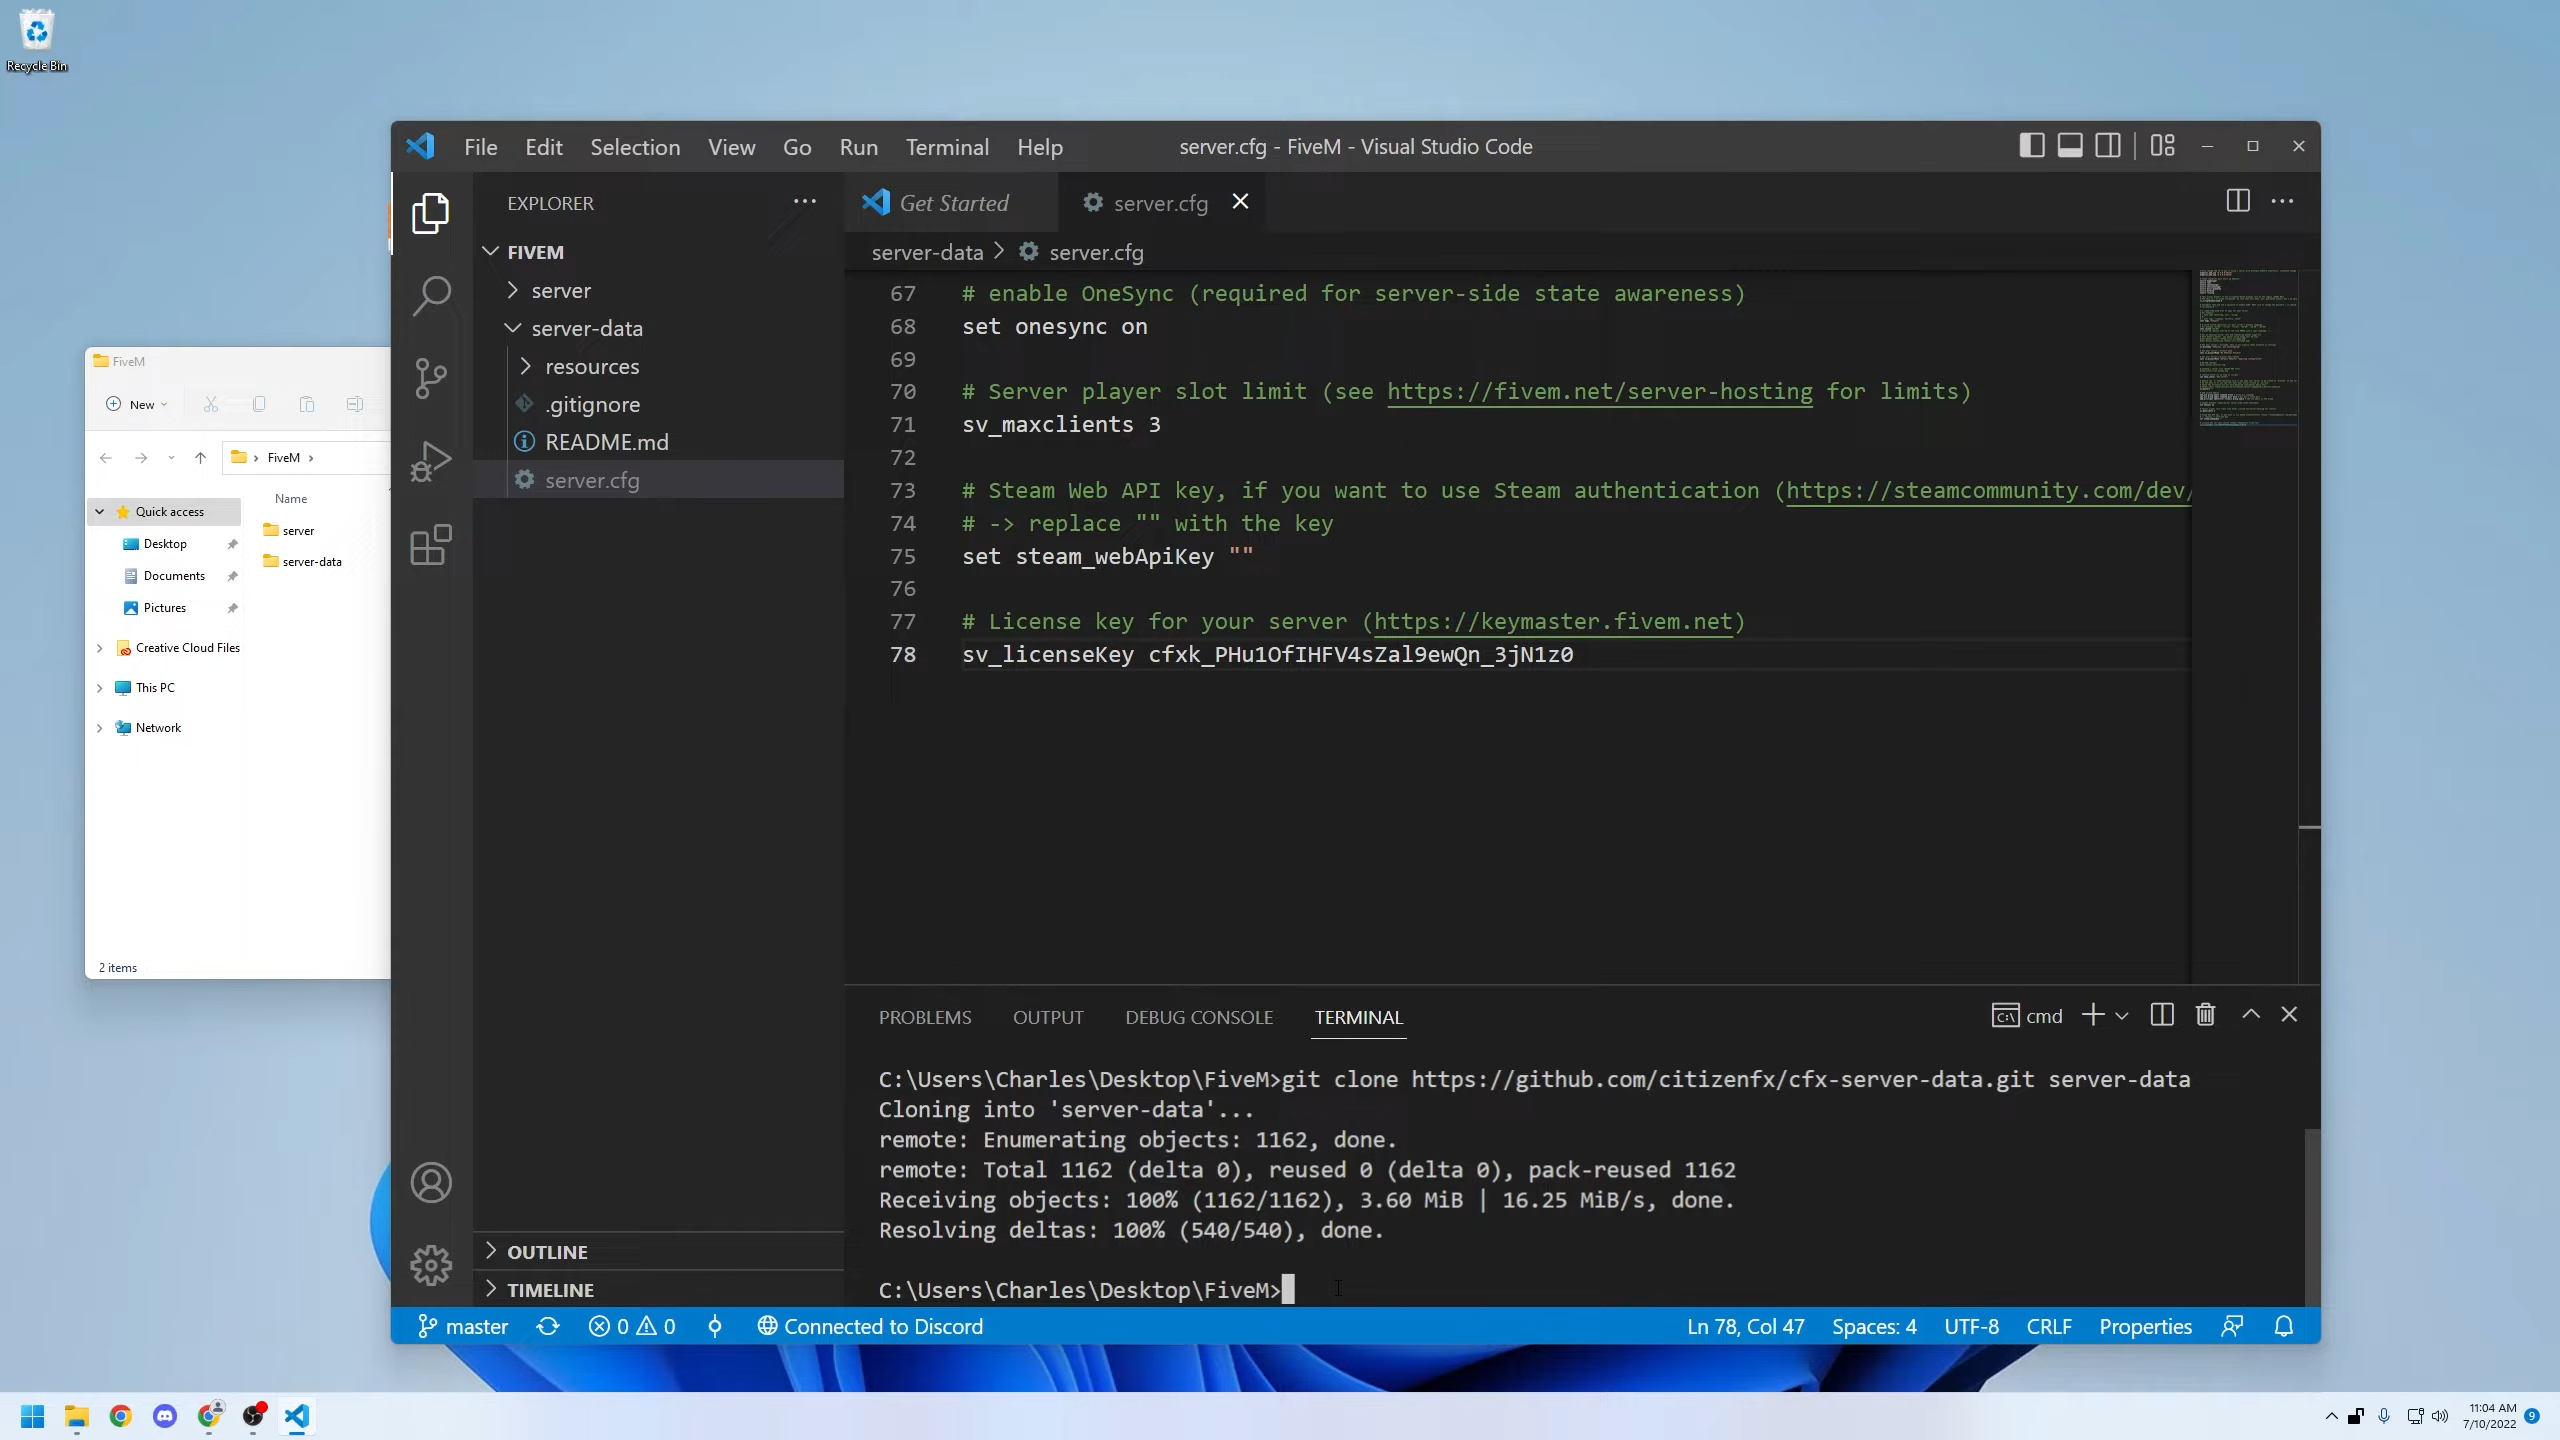 Recycle Bin
FiveM
New
FiveM
Name
Quick access
Desktop
Documents
Pictures
Creative Cloud Files
This PC
Network
server
server-data
2 items
File Edit Selection View Go Run Terminal Help
server.cfg - FiveM - Visual Studio Code
EXPLORER
FIVEM
server
server-data
resources
.gitignore
README.md
server.cfg
OUTLINE
TIMELINE
Get Started
server.cfg
server-data > server.cfg
67 # enable OneSync (required for server-side state awareness)
68 set onesync on
69
70 # Server player slot limit (see https://fivem.net/server-hosting for limits)
71 sv_maxclients 3
72
73 # Steam Web API key, if you want to use Steam authentication (https://steamcommunity.com/dev/
74 # -> replace "" with the key
75 set steam_webApiKey ""
76
77 # License key for your server (https://keymaster.fivem.net)
78 sv_licenseKey cfxk_PHu1OfIHFV4sZal9ewQn_3jN1z0
PROBLEMS OUTPUT DEBUG CONSOLE TERMINAL
cmd
C:\Users\Charles\Desktop\FiveM>git clone https://github.com/citizenfx/cfx-server-data.git server-data
Cloning into 'server-data'...
remote: Enumerating objects: 1162, done.
remote: Total 1162 (delta 0), reused 0 (delta 0), pack-reused 1162
Receiving objects: 100% (1162/1162), 3.60 MiB | 16.25 MiB/s, done.
Resolving deltas: 100% (540/540), done.
C:\Users\Charles\Desktop\FiveM>
master 0 0 Connected to Discord
Ln 78, Col 47 Spaces: 4 UTF-8 CRLF Properties
11:04 AM
7/10/2022
9